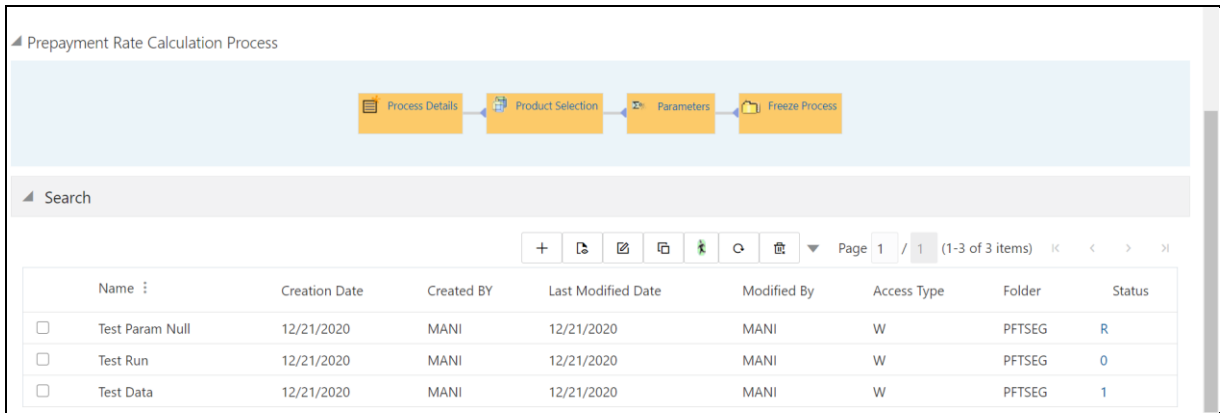 Prepayment Rate Calculation Process
Process Details Product Selection Parameters Freeze Process
Search
Page 1 / 1 (1-3 of 3 items)
Name Creation Date Created BY Last Modified Date Modified By Access Type Folder Status
Test Param Null 12/21/2020 MANI 12/21/2020 MANI W PFTSEG R
Test Run 12/21/2020 MANI 12/21/2020 MANI W PFTSEG 0
Test Data 12/21/2020 MANI 12/21/2020 MANI W PFTSEG 1